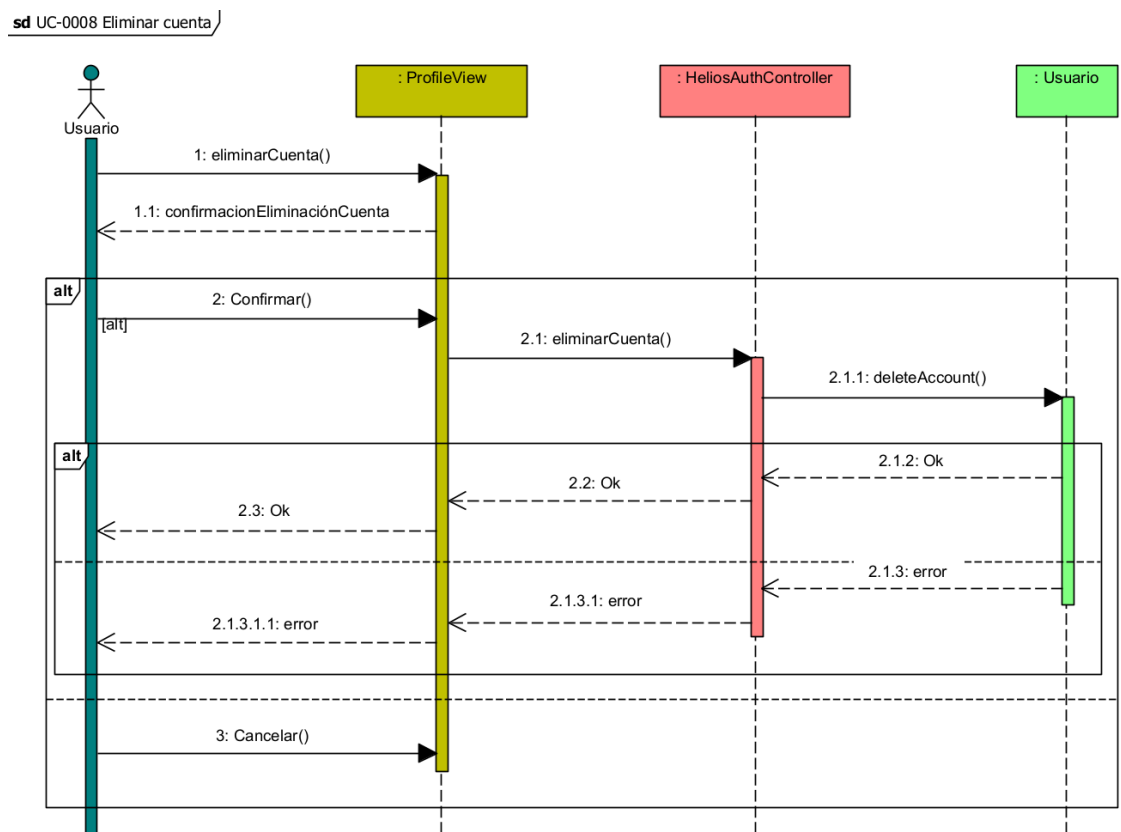 sd UC-0008 Eliminar cuenta
: ProfileView
: HeliosAuthController
: Usuario
Usuario
1: eliminarCuenta()
1.1: confirmacionEliminaciónCuenta
alt
2: Confirmar()
[alt]
2.1: eliminarCuenta()
2.1.1: deleteAccount()
alt
2.1.2: Ok
2.2: Ok
2.3: Ok
2.1.3: error
2.1.3.1: error
2.1.3.1.1: error
3: Cancelar()